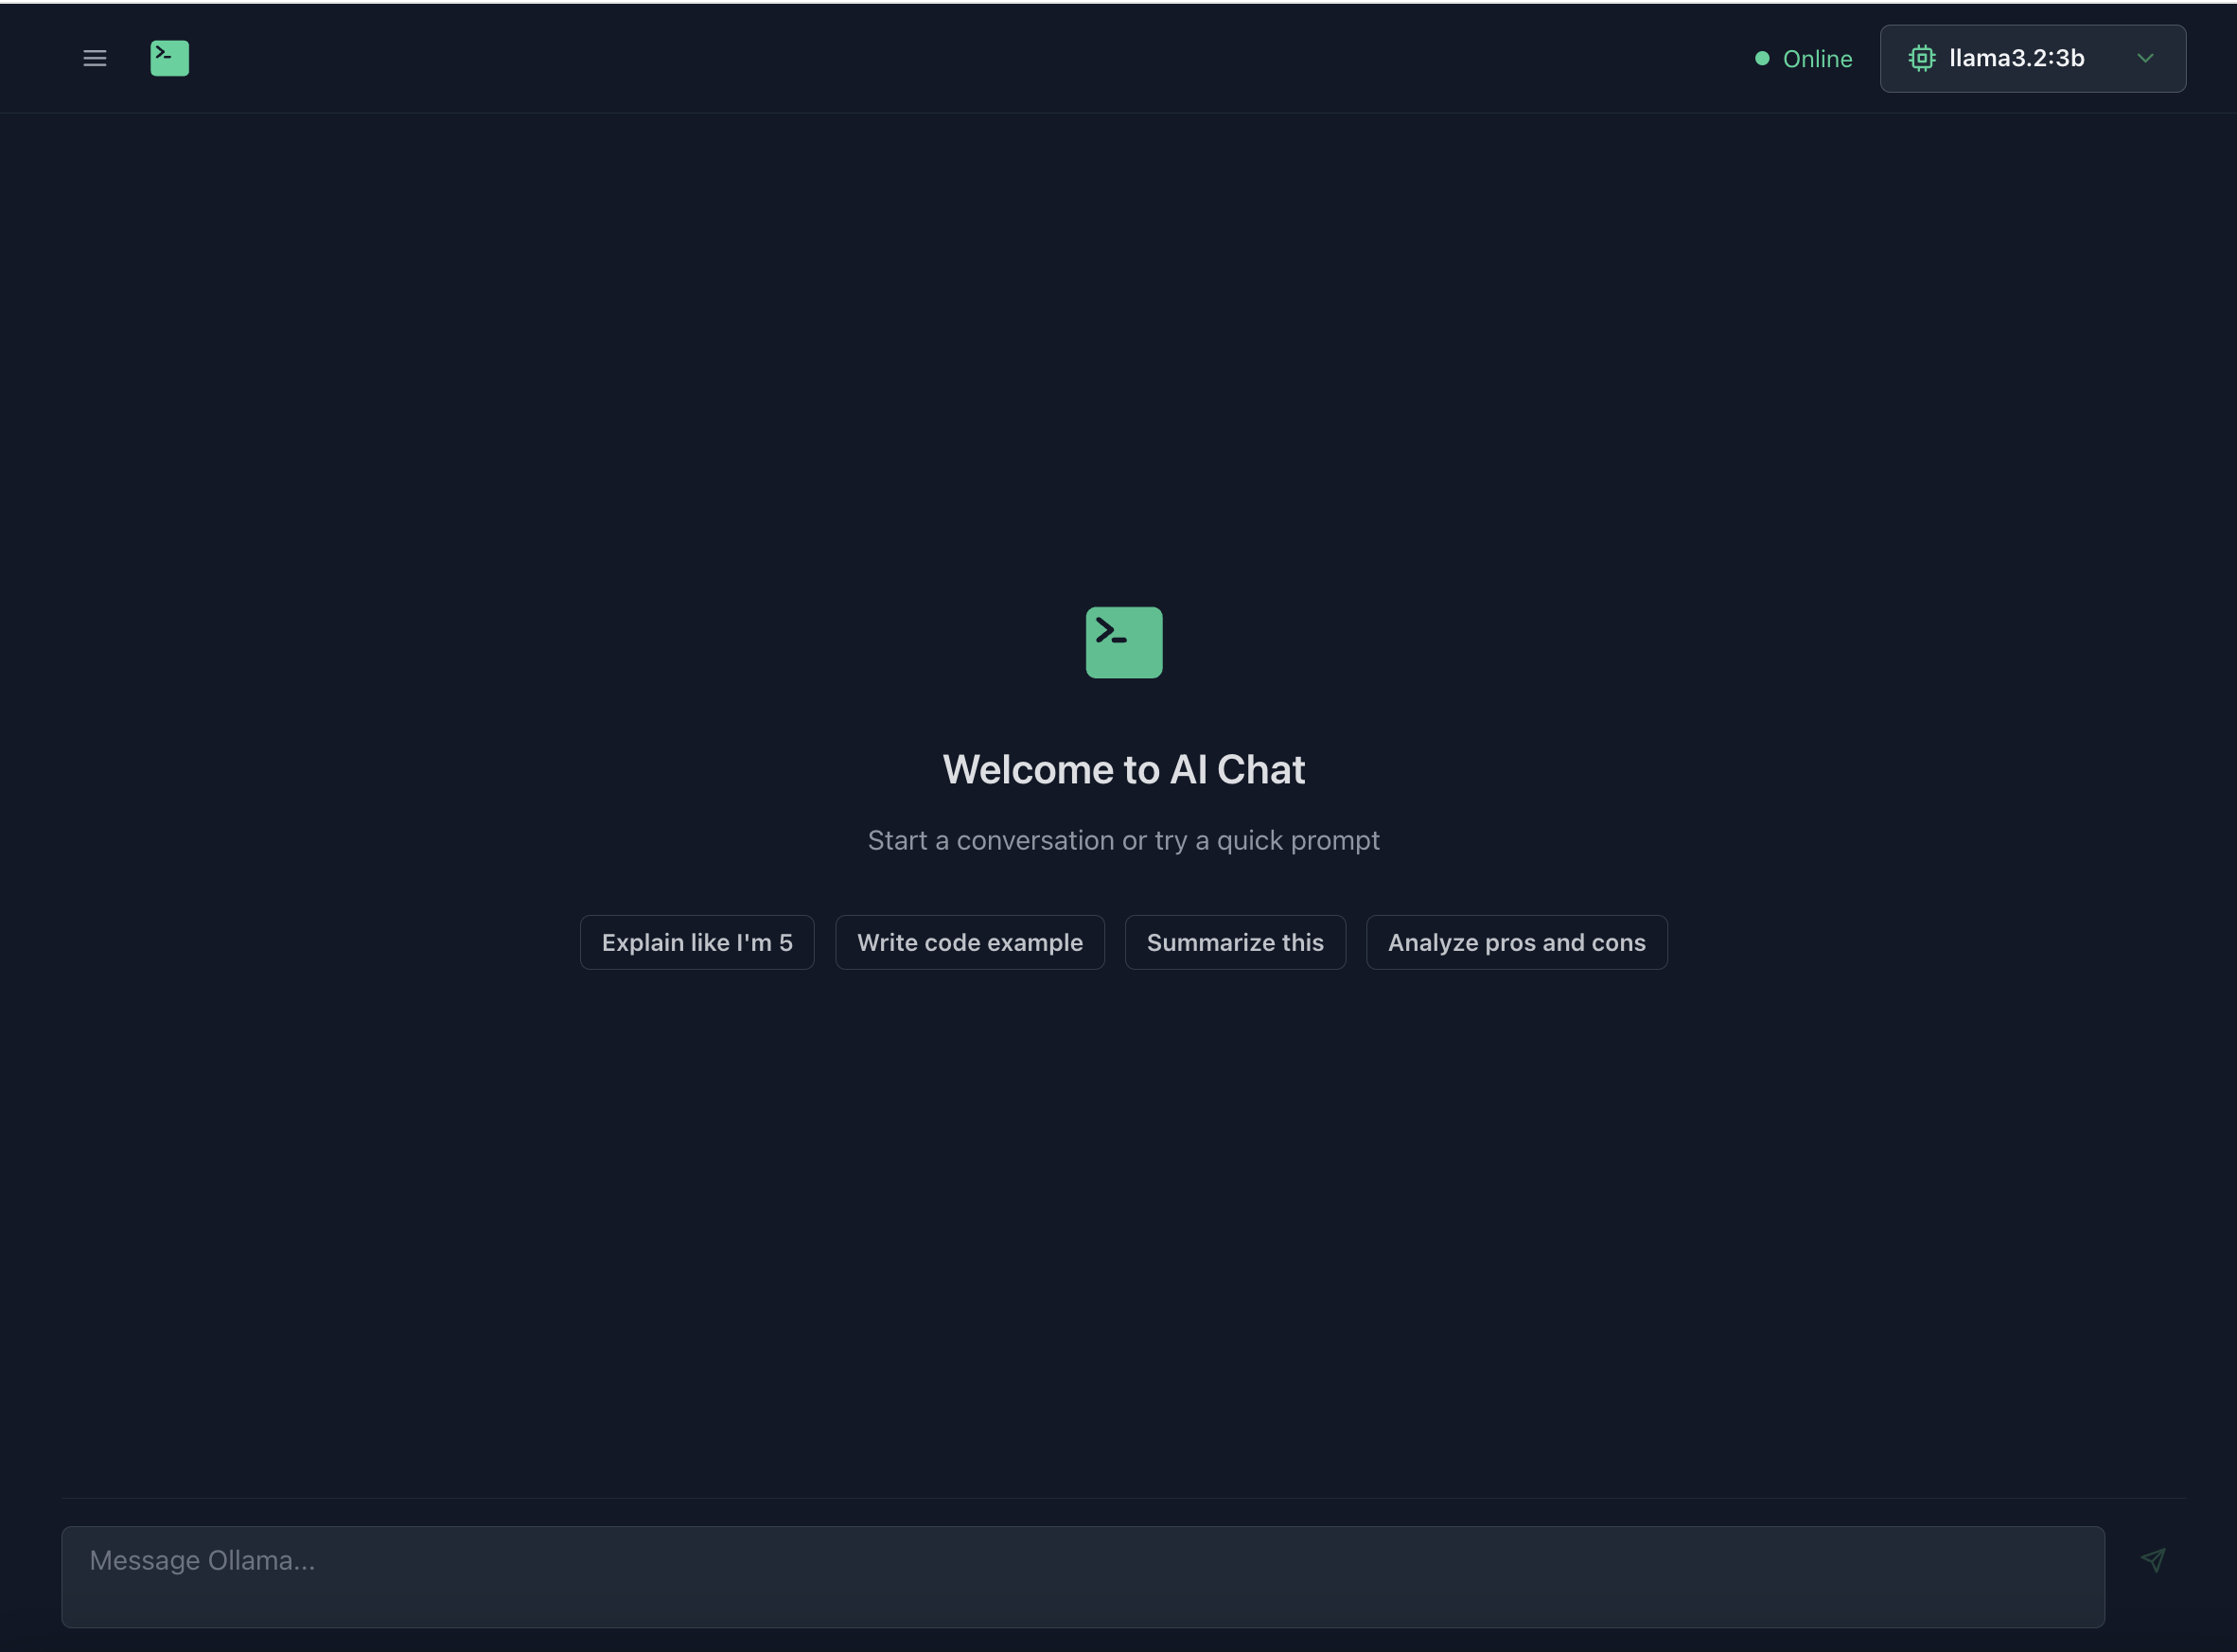 >_
Online
llama3.2:3b
>_
Welcome to AI Chat
Start a conversation or try a quick prompt
Explain like I'm 5
Write code example
Summarize this
Analyze pros and cons
Message Ollama...